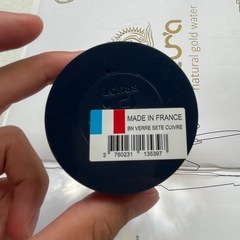 MADE IN FRANCE
BN VERRE SETE CUIVRE
3 760231 135397
natural gold water